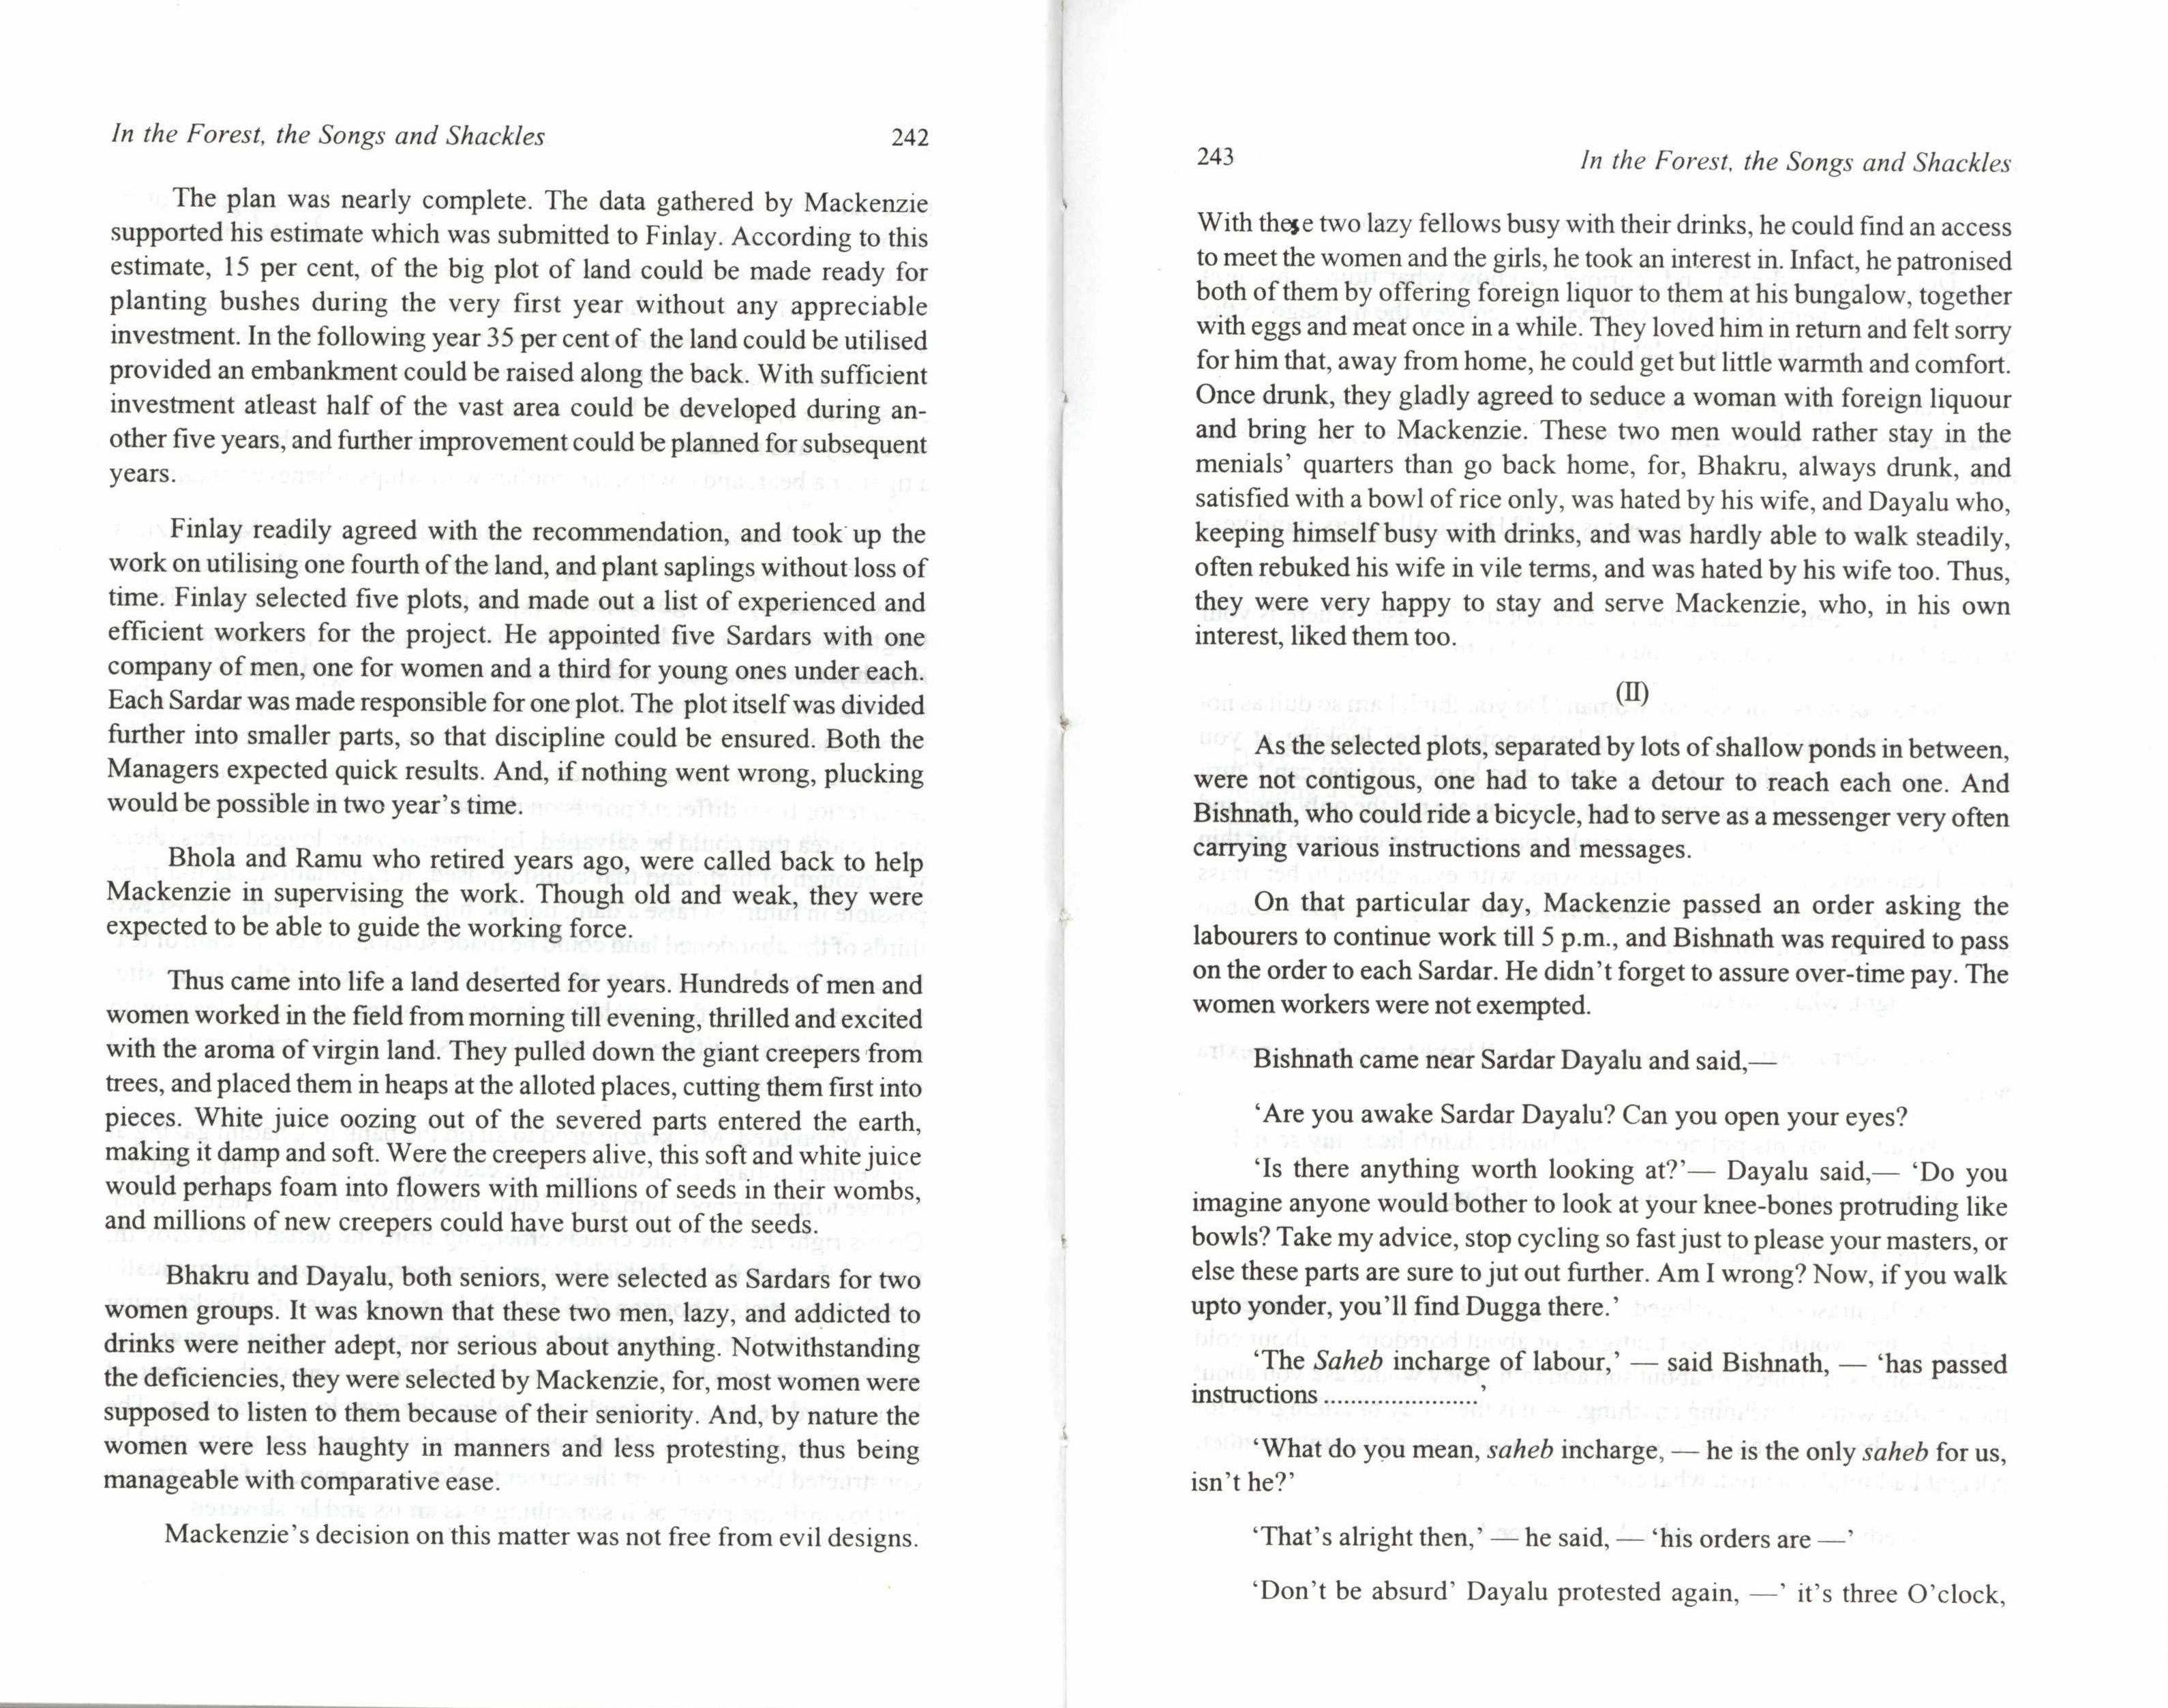 In the Forest, the Songs and Shackles 242
The plan was nearly complete. The data gathered by Mackenzie
supported his estimate which was submitted to Finlay. According to this
estimate, 15 per cent, of the big plot of land could be made ready for
planting bushes during the very first year without any appreciable
investment. In the following year 35 per cent of the land could be utilised
provided an embankment could be raised along the back. With sufficient
investment atleast half of the vast area could be developed during an-
other five years, and further improvement could be planned for subsequent
years.
Finlay readily agreed with the recommendation, and took up the
work on utilising one fourth of the land, and plant saplings without loss of
time. Finlay selected five plots, and made out a list of experienced and
efficient workers for the project. He appointed five Sardars with one
company of men, one for women and a third for young ones under each.
Each Sardar was made responsible for one plot. The plot itself was divided
further into smaller parts, so that discipline could be ensured. Both the
Managers expected quick results. And, if nothing went wrong, plucking
would be possible in two year's time.
Bhola and Ramu who retired years ago, were called back to help
Mackenzie in supervising the work. Though old and weak, they were
expected to be able to guide the working force.
Thus came into life a land deserted for years. Hundreds of men and
women worked in the field from morning till evening, thrilled and excited
with the aroma of virgin land. They pulled down the giant creepers from
trees, and placed them in heaps at the alloted places, cutting them first into
pieces. White juice oozing out of the severed parts entered the earth,
making it damp and soft. Were the creepers alive, this soft and white juice
would perhaps foam into flowers with millions of seeds in their wombs,
and millions of new creepers could have burst out of the seeds.
Bhakru and Dayalu, both seniors, were selected as Sardars for two
women groups. It was known that these two men, lazy, and addicted to
drinks were neither adept, nor serious about anything. Notwithstanding
the deficiencies, they were selected by Mackenzie, for, most women were
supposed to listen to them because of their seniority. And, by nature the
women were less haughty in manners and less protesting, thus being
manageable with comparative ease.
Mackenzie's decision on this matter was not free from evil designs.
243 In the Forest, the Songs and Shackles
With these two lazy fellows busy with their drinks, he could find an access
to meet the women and the girls, he took an interest in. Infact, he patronised
both of them by offering foreign liquor to them at his bungalow, together
with eggs and meat once in a while. They loved him in return and felt sorry
for him that, away from home, he could get but little warmth and comfort.
Once drunk, they gladly agreed to seduce a woman with foreign liquour
and bring her to Mackenzie. These two men would rather stay in the
menials' quarters than go back home, for, Bhakru, always drunk, and
satisfied with a bowl of rice only, was hated by his wife, and Dayalu who,
keeping himself busy with drinks, and was hardly able to walk steadily,
often rebuked his wife in vile terms, and was hated by his wife too. Thus,
they were very happy to stay and serve Mackenzie, who, in his own
interest, liked them too.
(II)
As the selected plots, separated by lots of shallow ponds in between,
were not contigous, one had to take a detour to reach each one. And
Bishnath, who could ride a bicycle, had to serve as a messenger very often
carrying various instructions and messages.
On that particular day, Mackenzie passed an order asking the
labourers to continue work till 5 p.m., and Bishnath was required to pass
on the order to each Sardar. He didn't forget to assure over-time pay. The
women workers were not exempted.
Bishnath came near Sardar Dayalu and said,—
'Are you awake Sardar Dayalu? Can you open your eyes?
'Is there anything worth looking at?'— Dayalu said,— 'Do you
imagine anyone would bother to look at your knee-bones protruding like
bowls? Take my advice, stop cycling so fast just to please your masters, or
else these parts are sure to jut out further. Am I wrong? Now, if you walk
upto yonder, you'll find Dugga there.'
'The Saheb incharge of labour,' — said Bishnath, — 'has passed
instructions .......................'
'What do you mean, saheb incharge, — he is the only saheb for us,
isn't he?'
'That's alright then,' — he said, — 'his orders are —'
'Don't be absurd' Dayalu protested again, —' it's three O'clock,